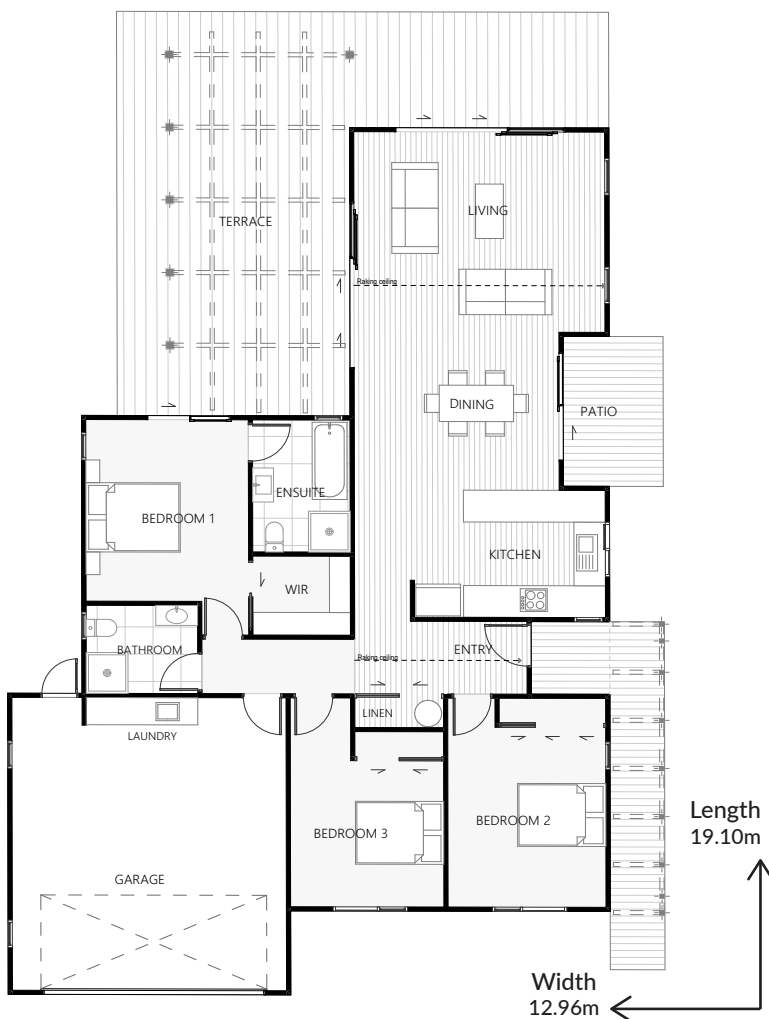 LIVING
TERRACE
Raking ceiling
DINING
PATIO
ENSUITE
BEDROOM 1
KITCHEN
WIR
BATHROOM
ENTRY
Raking ceiling
LINEN
LAUNDRY
BEDROOM 3
BEDROOM 2
GARAGE
Length
19.10m
Width
12.96m